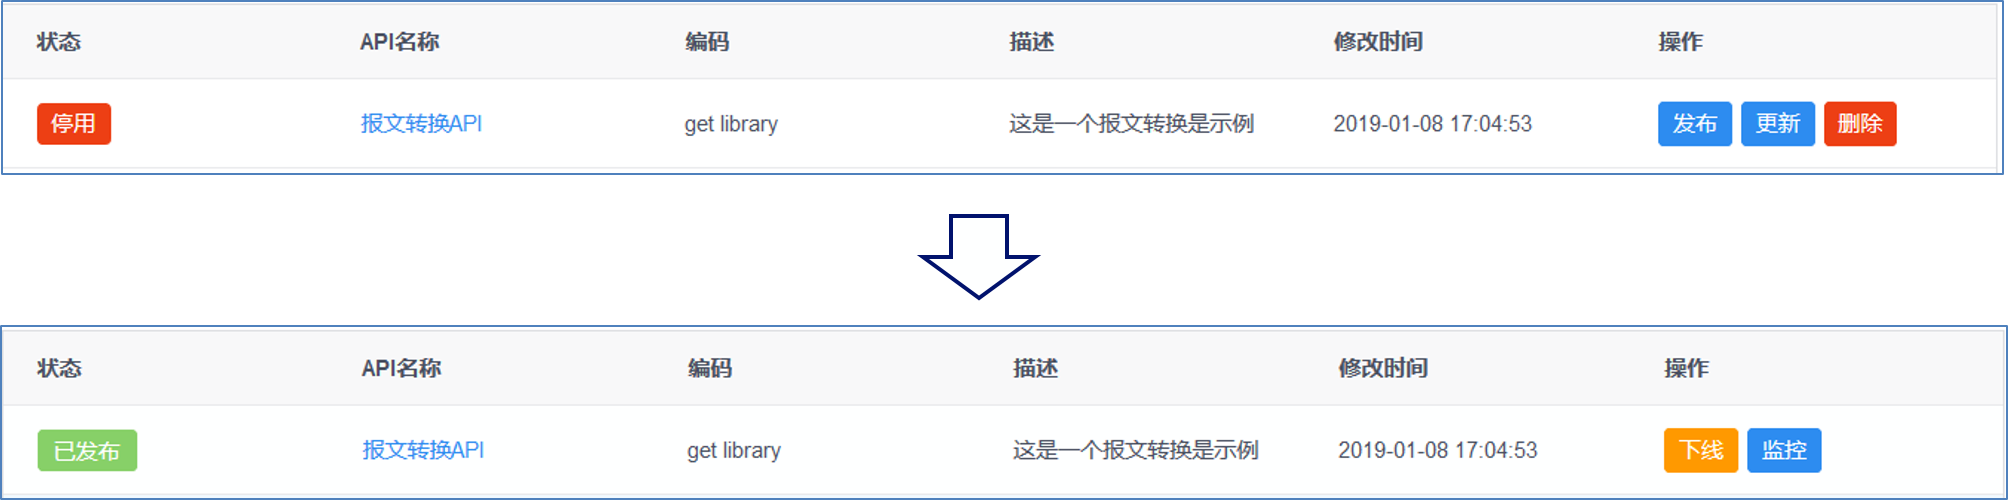 状态 API名称 编码 描述 修改时间 操作
停用 报文转换API get library 这是一个报文转换是示例 2019-01-08 17:04:53 发布 更新 删除
状态 API名称 编码 描述 修改时间 操作
已发布 报文转换API get library 这是一个报文转换是示例 2019-01-08 17:04:53 下线 监控